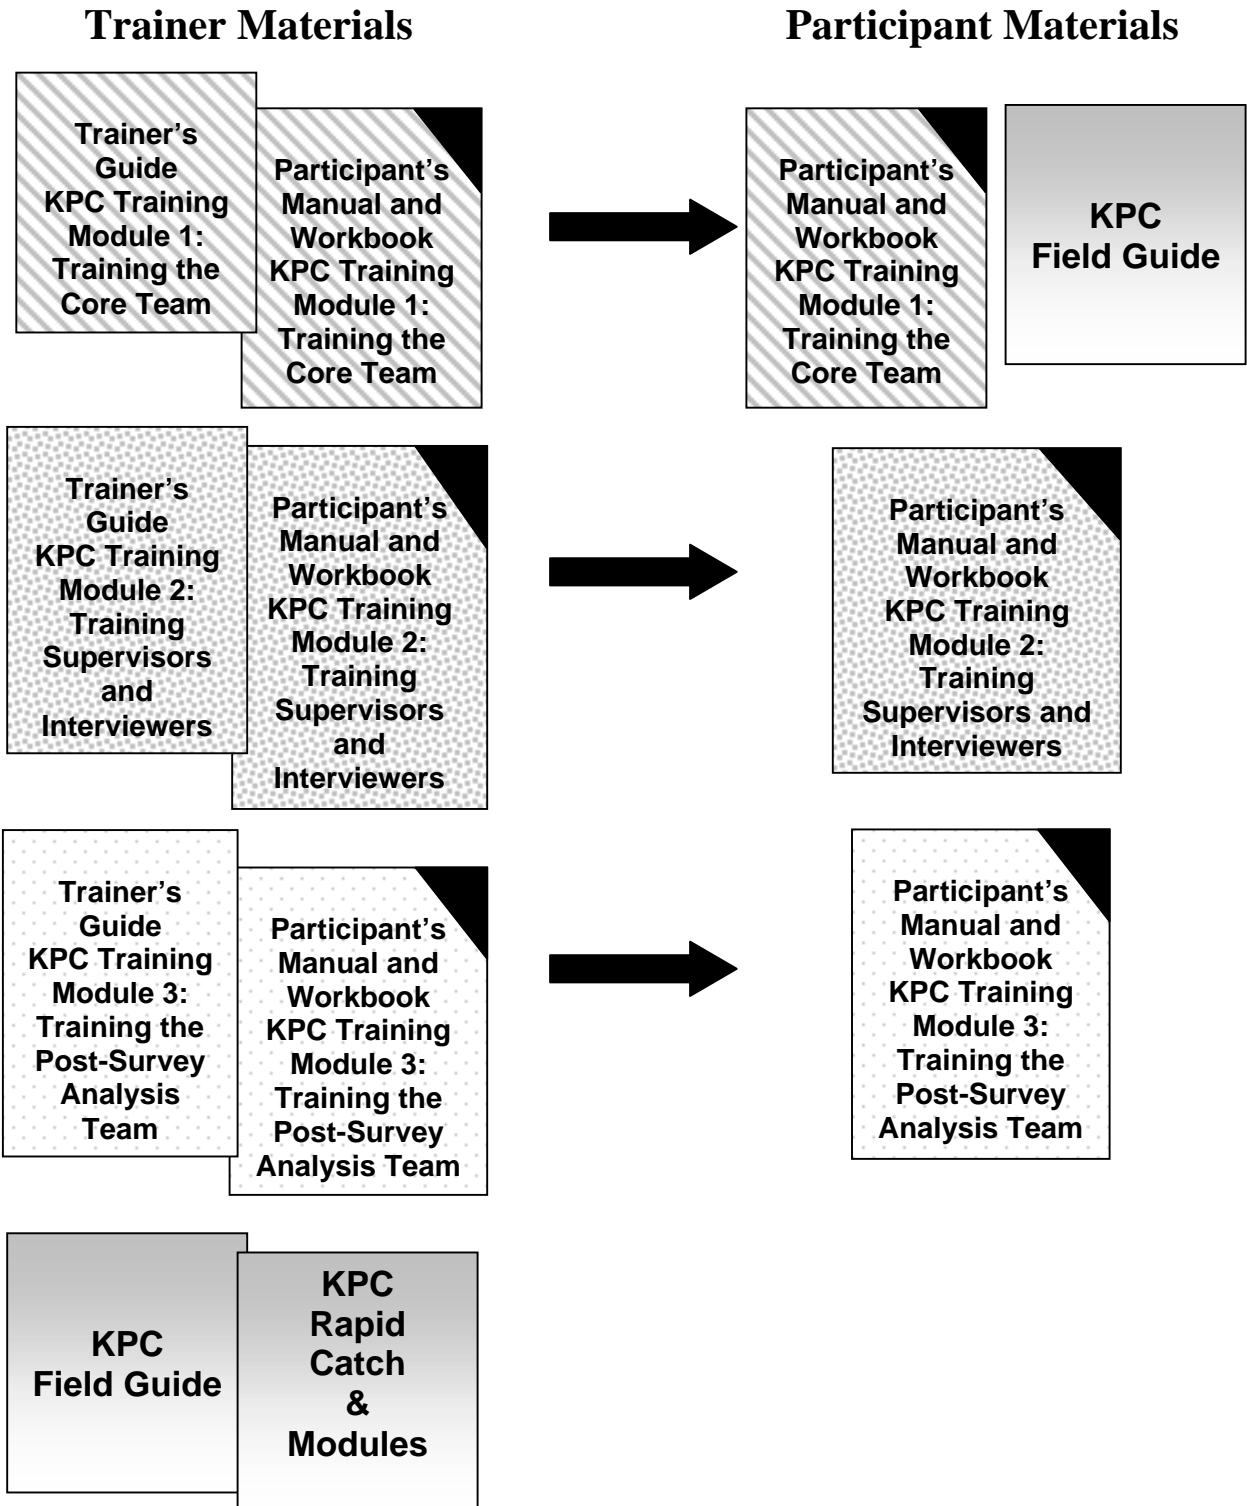 Trainer Materials
Participant Materials
Trainer’s
Guide
KPC Training
Module 1:
Training the
Core Team
Participant’s
Manual and
Workbook
KPC Training
Module 1:
Training the
Core Team
Participant’s
Manual and
Workbook
KPC Training
Module 1:
Training the
Core Team
KPC
Field Guide
Trainer’s
Guide
KPC Training
Module 2:
Training
Supervisors
and
Interviewers
Participant’s
Manual and
Workbook
KPC Training
Module 2:
Training
Supervisors
and
Interviewers
Participant’s
Manual and
Workbook
KPC Training
Module 2:
Training
Supervisors and
Interviewers
Trainer’s
Guide
KPC Training
Module 3:
Training the
Post-Survey
Analysis
Team
Participant’s
Manual and
Workbook
KPC Training
Module 3:
Training the
Post-Survey
Analysis Team
Participant’s
Manual and
Workbook
KPC Training
Module 3:
Training the
Post-Survey
Analysis Team
KPC
Field Guide
KPC
Rapid
Catch
&
Modules